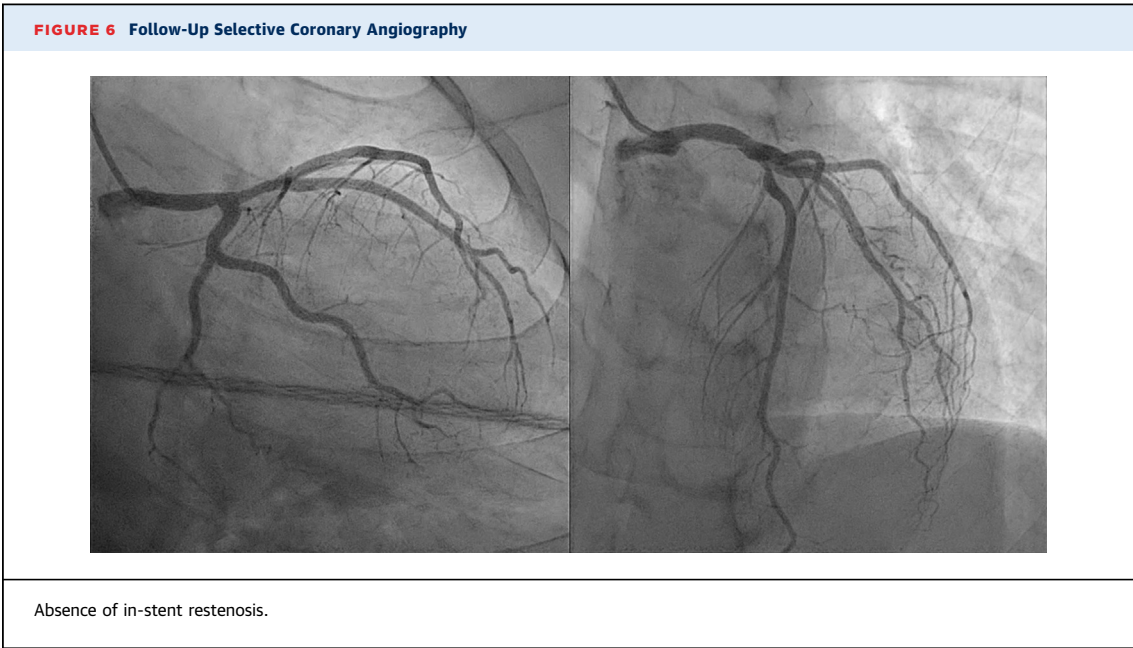 FIGURE 6 Follow-Up Selective Coronary Angiography
Absence of in-stent restenosis.